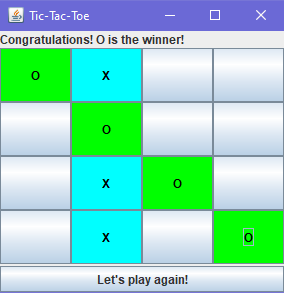 Tic-Tac-Toe
Congratulations! O is the winner!
O X
O
X O
X O
Let's play again!